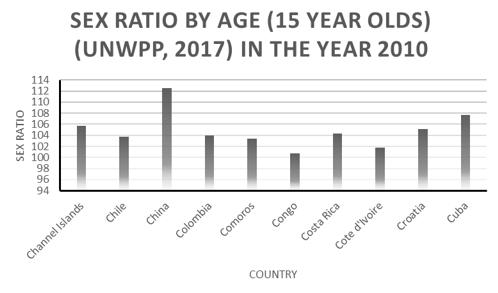 SEX RATIO BY AGE (15 YEAR OLDS)
(UNWPP, 2017) IN THE YEAR 2010
SEX RATIO
114
112
110
108
106
104
102
100
98
96
94
Channel Islands
Chile
China
Colombia
Comoros
Congo
Costa Rica
Cote d'Ivoire
Croatia
Cuba
COUNTRY